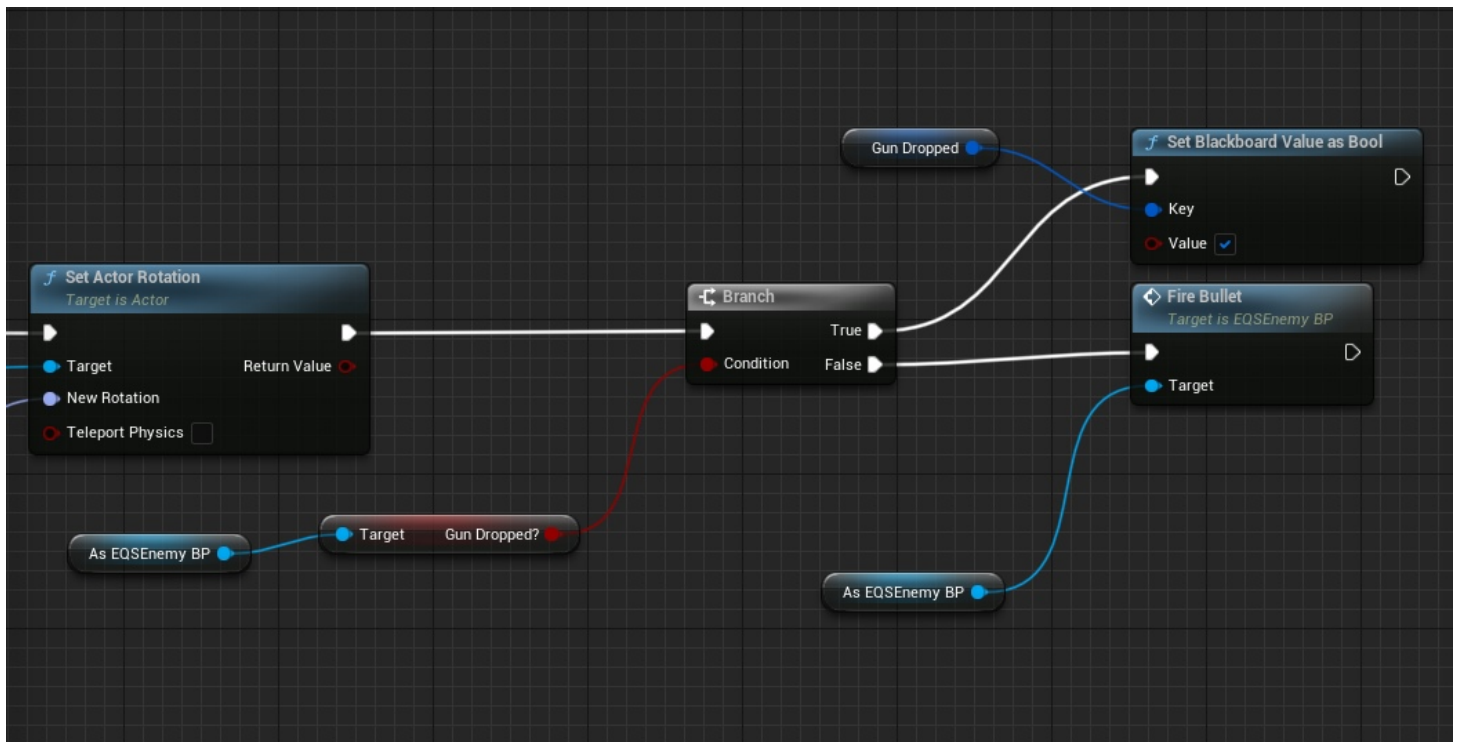 Gun Dropped
Set Blackboard Value as Bool
Key
Value
Set Actor Rotation
Target is Actor
Target
Return Value
New Rotation
Teleport Physics
Branch
True
Condition
False
Fire Bullet
Target is EQSEnemy BP
Target
As EQSEnemy BP
Target
Gun Dropped?
As EQSEnemy BP